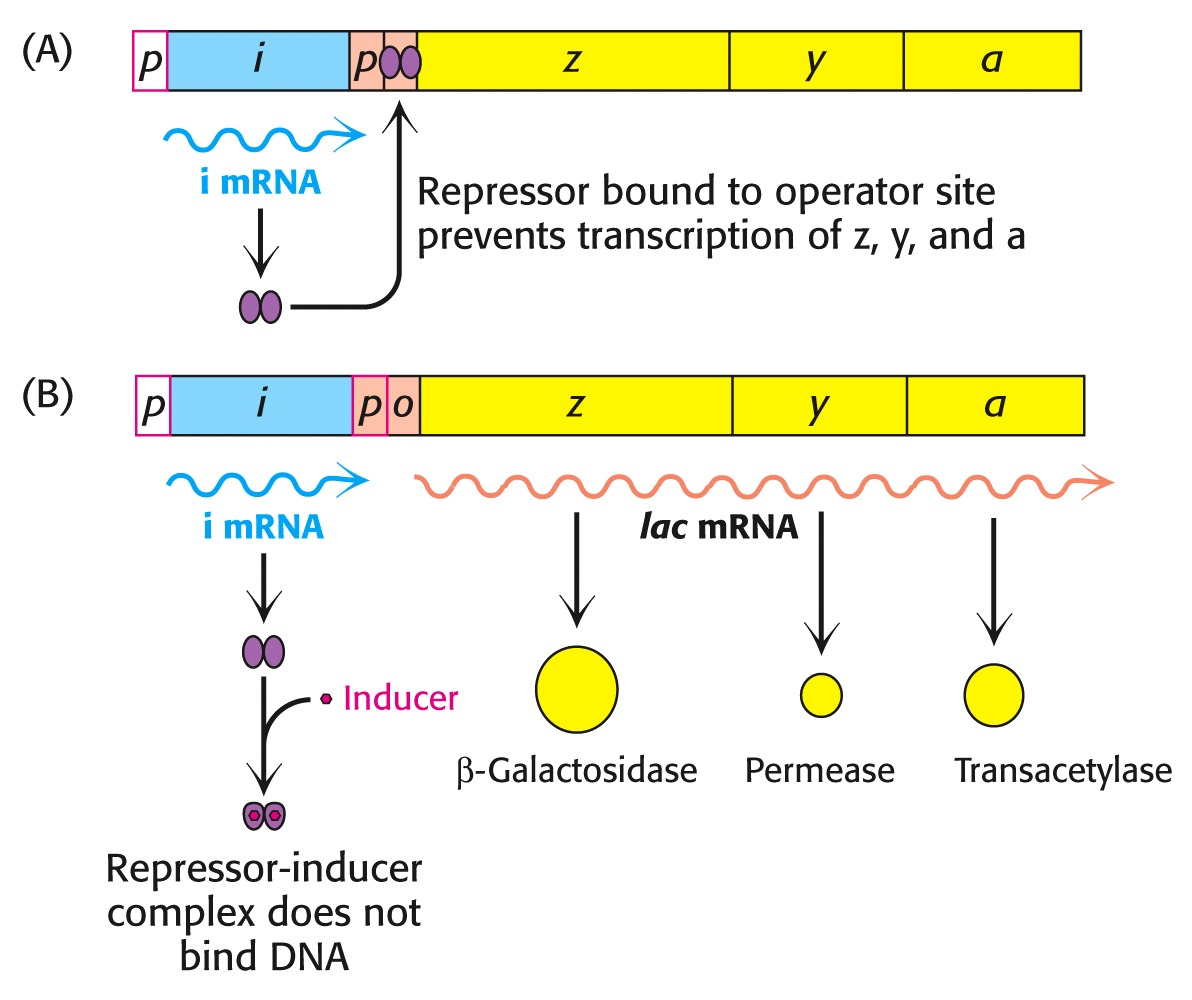 (A)
p i p z y a
i mRNA
Repressor bound to operator site
prevents transcription of z, y, and a
(B)
p i p o z y a
i mRNA
lac mRNA
Inducer
β-Galactosidase
Permease
Transacetylase
Repressor-inducer
complex does not
bind DNA